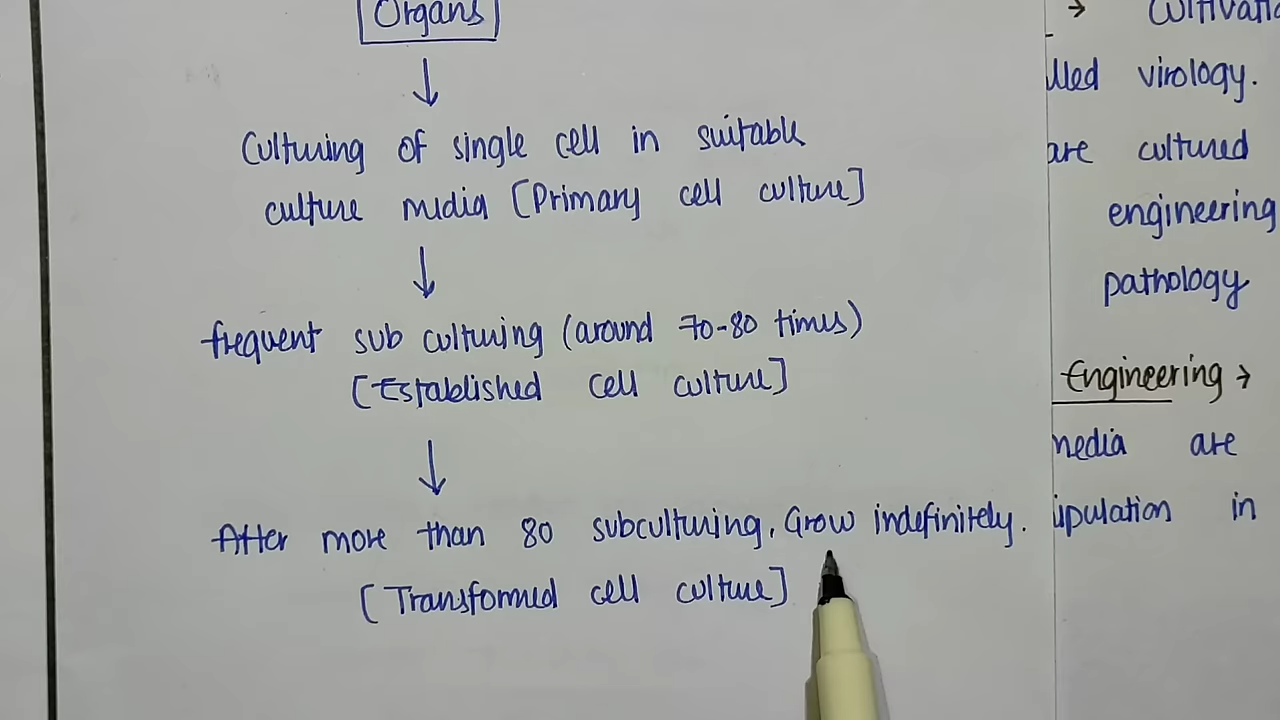 Organs
↓
Culturing of single cell in suitable
culture media [Primary cell culture]
↓
frequent sub culturing (around 70-80 times)
[Established cell culture]
↓
After more than 80 subculturing, Grow indefinitely.
[Transformed cell culture]
→
virology.
are cultured
engineering
pathology
Engineering →
media are
in